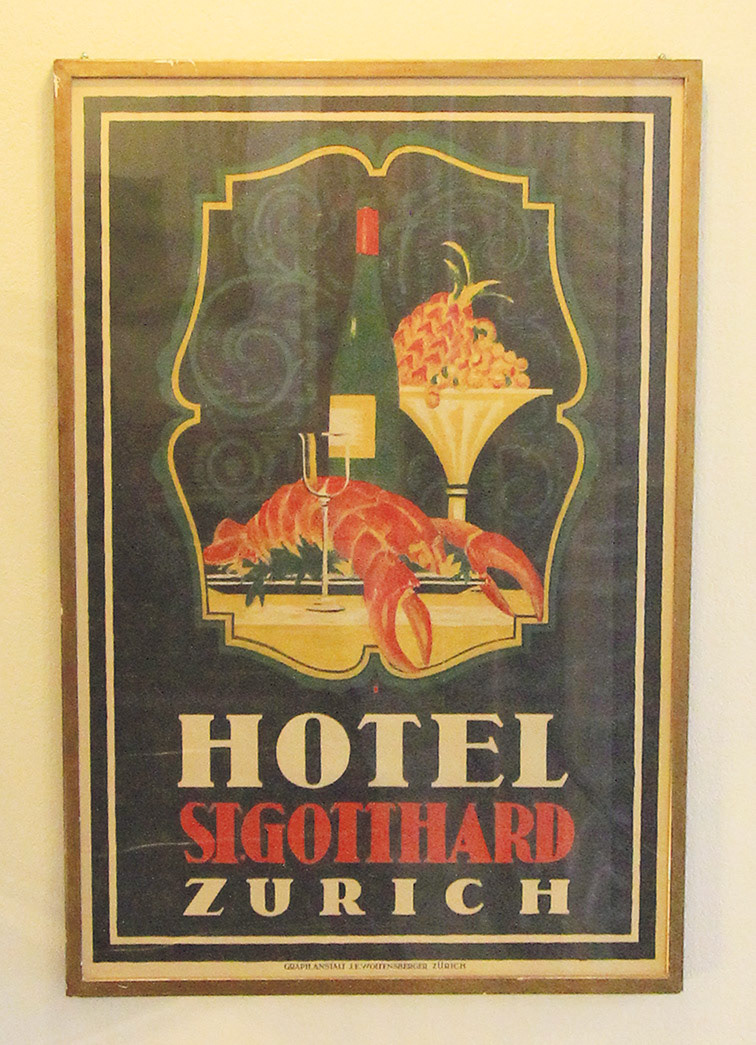 HOTEL
ST. GOTTHARD
ZURICH
GRAPH. ANSTALT J.E. WOLFENSBERGER ZÜRICH